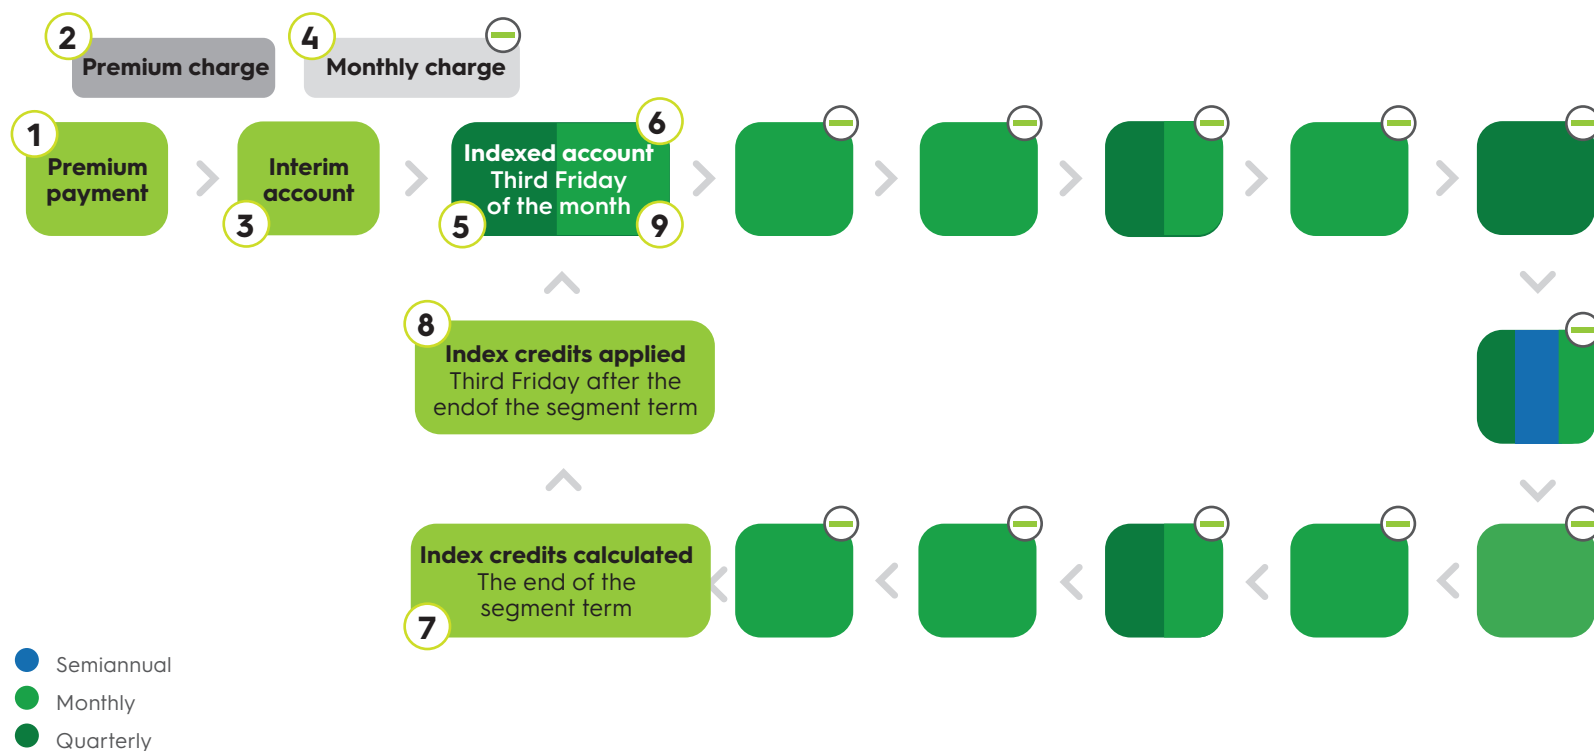 2
Premium charge
4
Monthly charge
1
Premium
payment
Interim
account
3
6
Indexed account
Third Friday
of the month
5
9
8
Index credits applied
Third Friday after the
endof the segment term
Index credits calculated
The end of the
segment term
7
Semiannual
Monthly
Quarterly